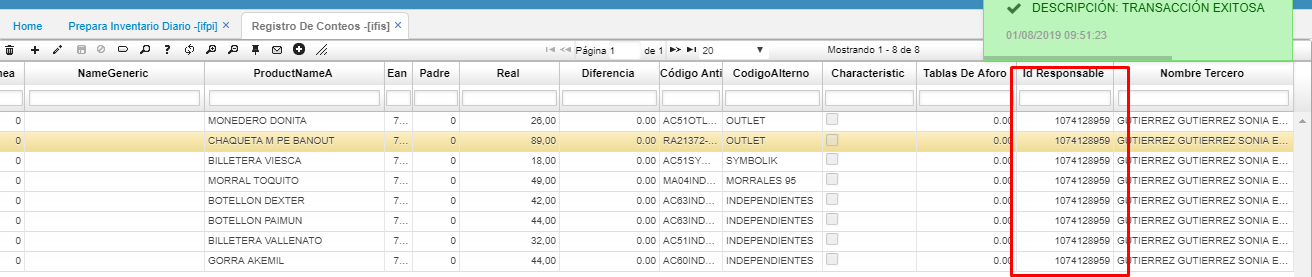 DESCRIPCIÓN: TRANSACCIÓN EXITOSA
01/08/2019 09:51:23
Home Prepara Inventario Diario -[ifpi] × Registro De Conteos -[ifis] ×
Página 1 de 1 20 Mostrando 1 - 8 de 8
NameGeneric ProductNameA Ean Padre Real Diferencia Código Anti CodigoAlterno Characteristic Tablas De Aforo Id Responsable Nombre Tercero
0 MONEDERO DONITA 7... 0 26,00 0.00 AC51OTL... OUTLET 0.00 1074128959 GUTIERREZ GUTIERREZ SONIA E...
0 CHAQUETA M PE BANOUT 7... 0 89,00 0.00 RA21372-... OUTLET 0.00 1074128959 GUTIERREZ GUTIERREZ SONIA E...
0 BILLETERA VIESCA 7... 0 18,00 0.00 AC51SY... SYMBOLIK 0.00 1074128959 GUTIERREZ GUTIERREZ SONIA E...
0 MORRAL TOQUITO 7... 0 49,00 0.00 MA04IND... MORRALES 95 0.00 1074128959 GUTIERREZ GUTIERREZ SONIA E...
0 BOTELLON DEXTER 7... 0 42,00 0.00 AC63IND... INDEPENDIENTES 0.00 1074128959 GUTIERREZ GUTIERREZ SONIA E...
0 BOTELLON PAIMUN 7... 0 44,00 0.00 AC63IND... INDEPENDIENTES 0.00 1074128959 GUTIERREZ GUTIERREZ SONIA E...
0 BILLETERA VALLENATO 7... 0 32,00 0.00 AC51IND... INDEPENDIENTES 0.00 1074128959 GUTIERREZ GUTIERREZ SONIA E...
0 GORRA AKEMIL 7... 0 44,00 0.00 AC60IND... INDEPENDIENTES 0.00 1074128959 GUTIERREZ GUTIERREZ SONIA E...